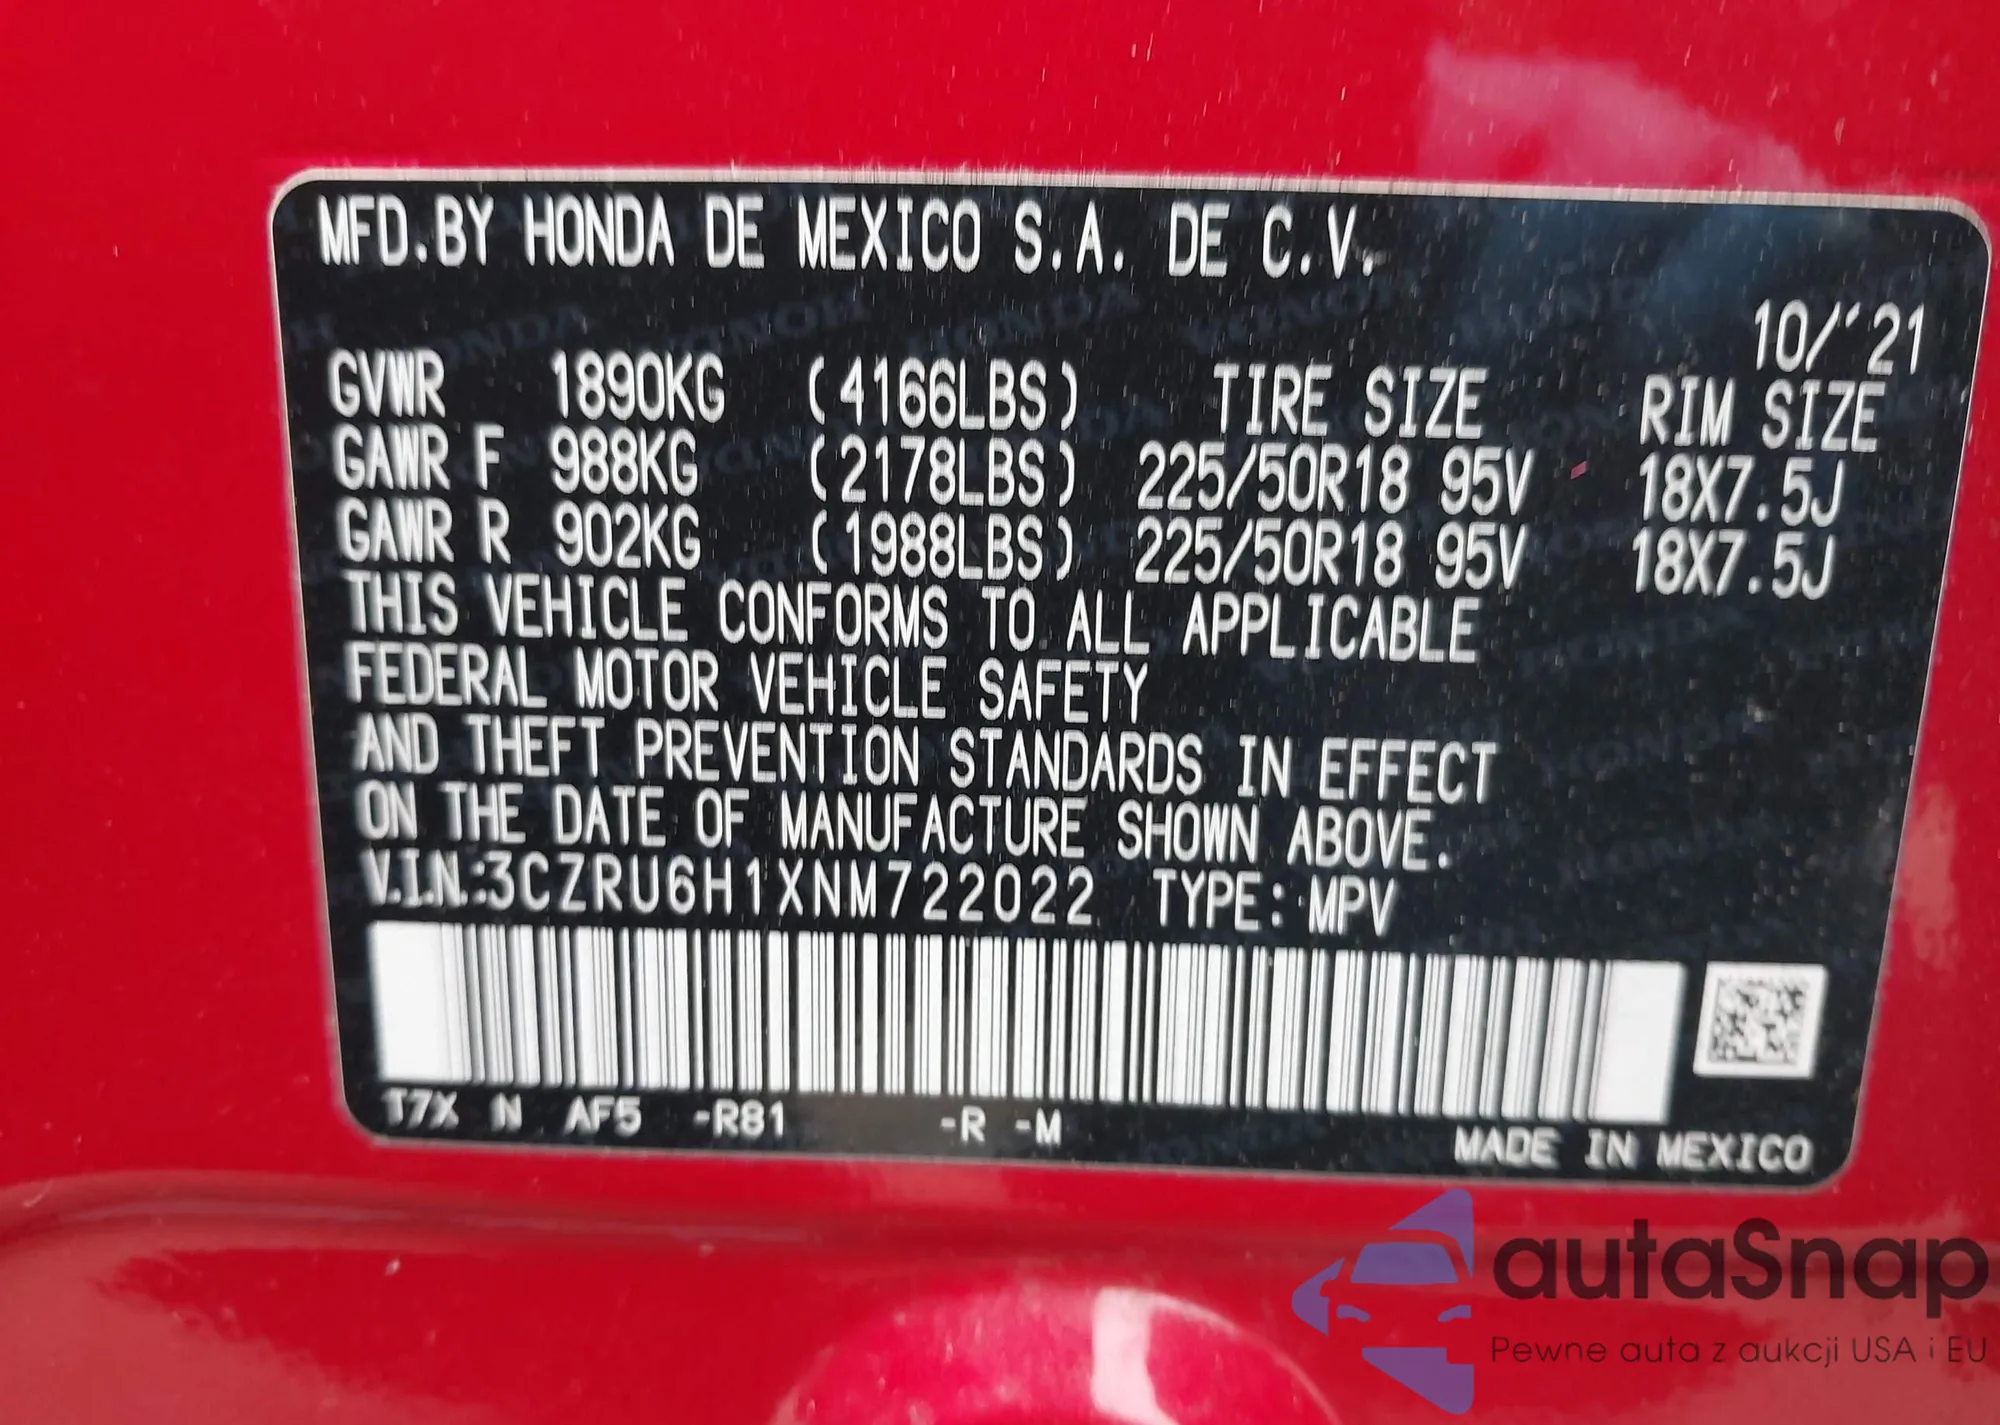 MFD.BY HONDA DE MEXICO S.A. DE C.V.
10/'21
GVWR 1890KG (4166LBS) TIRE SIZE RIM SIZE
GAWR F 988KG (2178LBS) 225/50R18 95V 18X7.5J
GAWR R 902KG (1988LBS) 225/50R18 95V 18X7.5J
THIS VEHICLE CONFORMS TO ALL APPLICABLE
FEDERAL MOTOR VEHICLE SAFETY
AND THEFT PREVENTION STANDARDS IN EFFECT
ON THE DATE OF MANUFACTURE SHOWN ABOVE.
V.I.N.:3CZRU6H1XNM722022 TYPE: MPV
T7X N AF5 -R81 -R -M
MADE IN MEXICO
autaSnap
Pewne auta z aukcji USA i EU